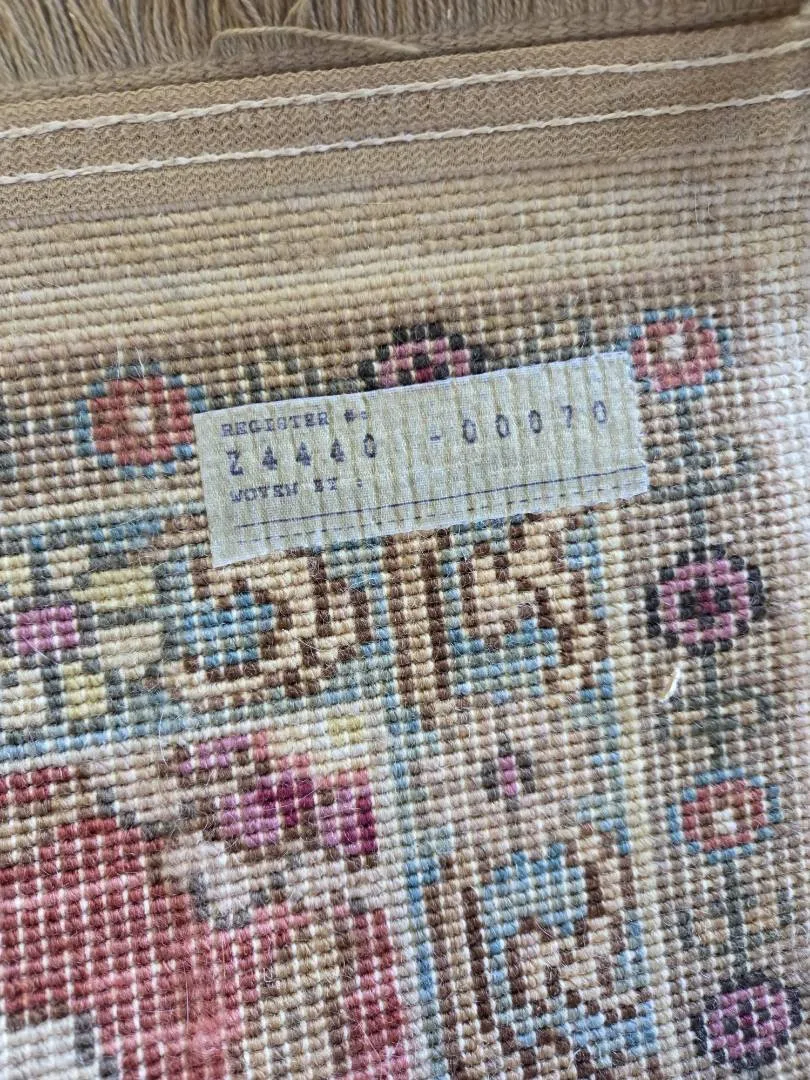 REGISTER #:
Z4440 -00070
WOVEN BY :